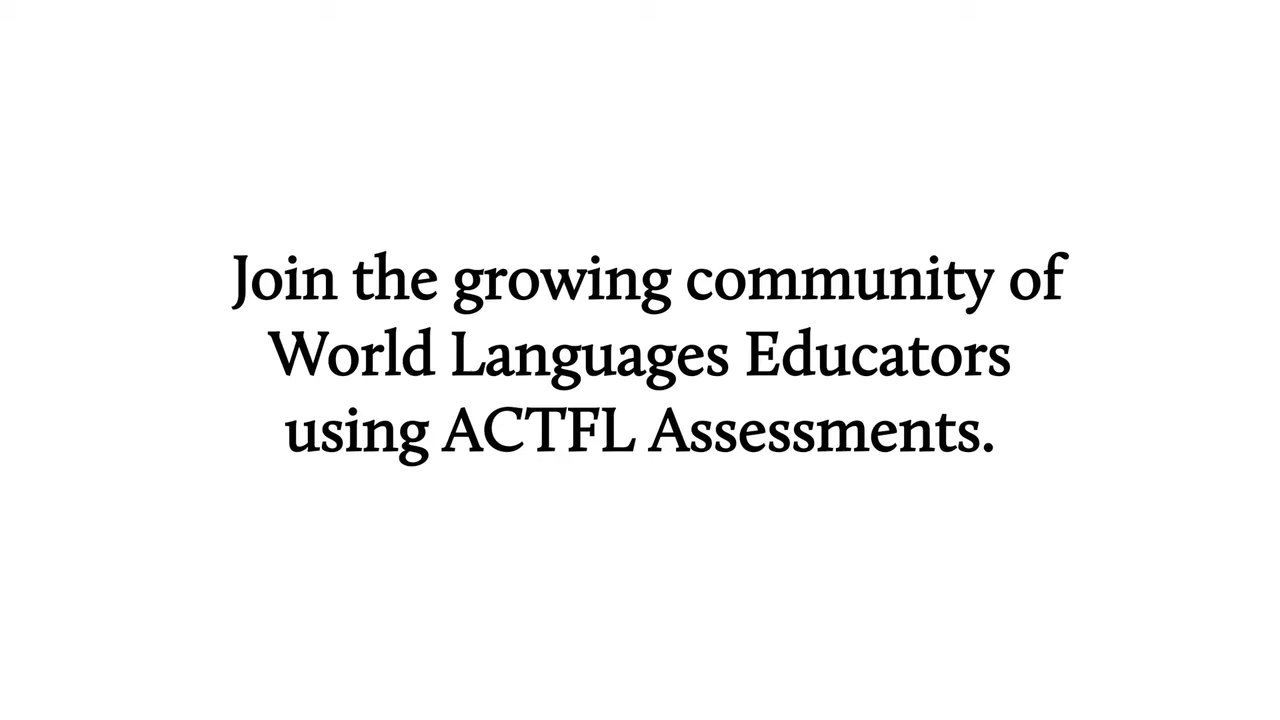 Join the growing community of
World Languages Educators
using ACTFL Assessments.